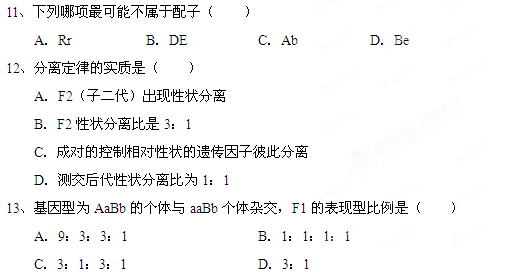 11、下列哪项最可能不属于配子（　　）
A．Rr　　B．DE　　C．Ab　　D．Be
12、分离定律的实质是（　　）
A．F2（子二代）出现性状分离
B．F2 性状分离比是 3：1
C．成对的控制相对性状的遗传因子彼此分离
D．测交后代性状分离比为 1：1
13、基因型为 AaBb 的个体与 aaBb 个体杂交，F1 的表现型比例是（　　）
A．9：3：3：1　　B．1：1：1：1
C．3：1：3：1　　D．3：1